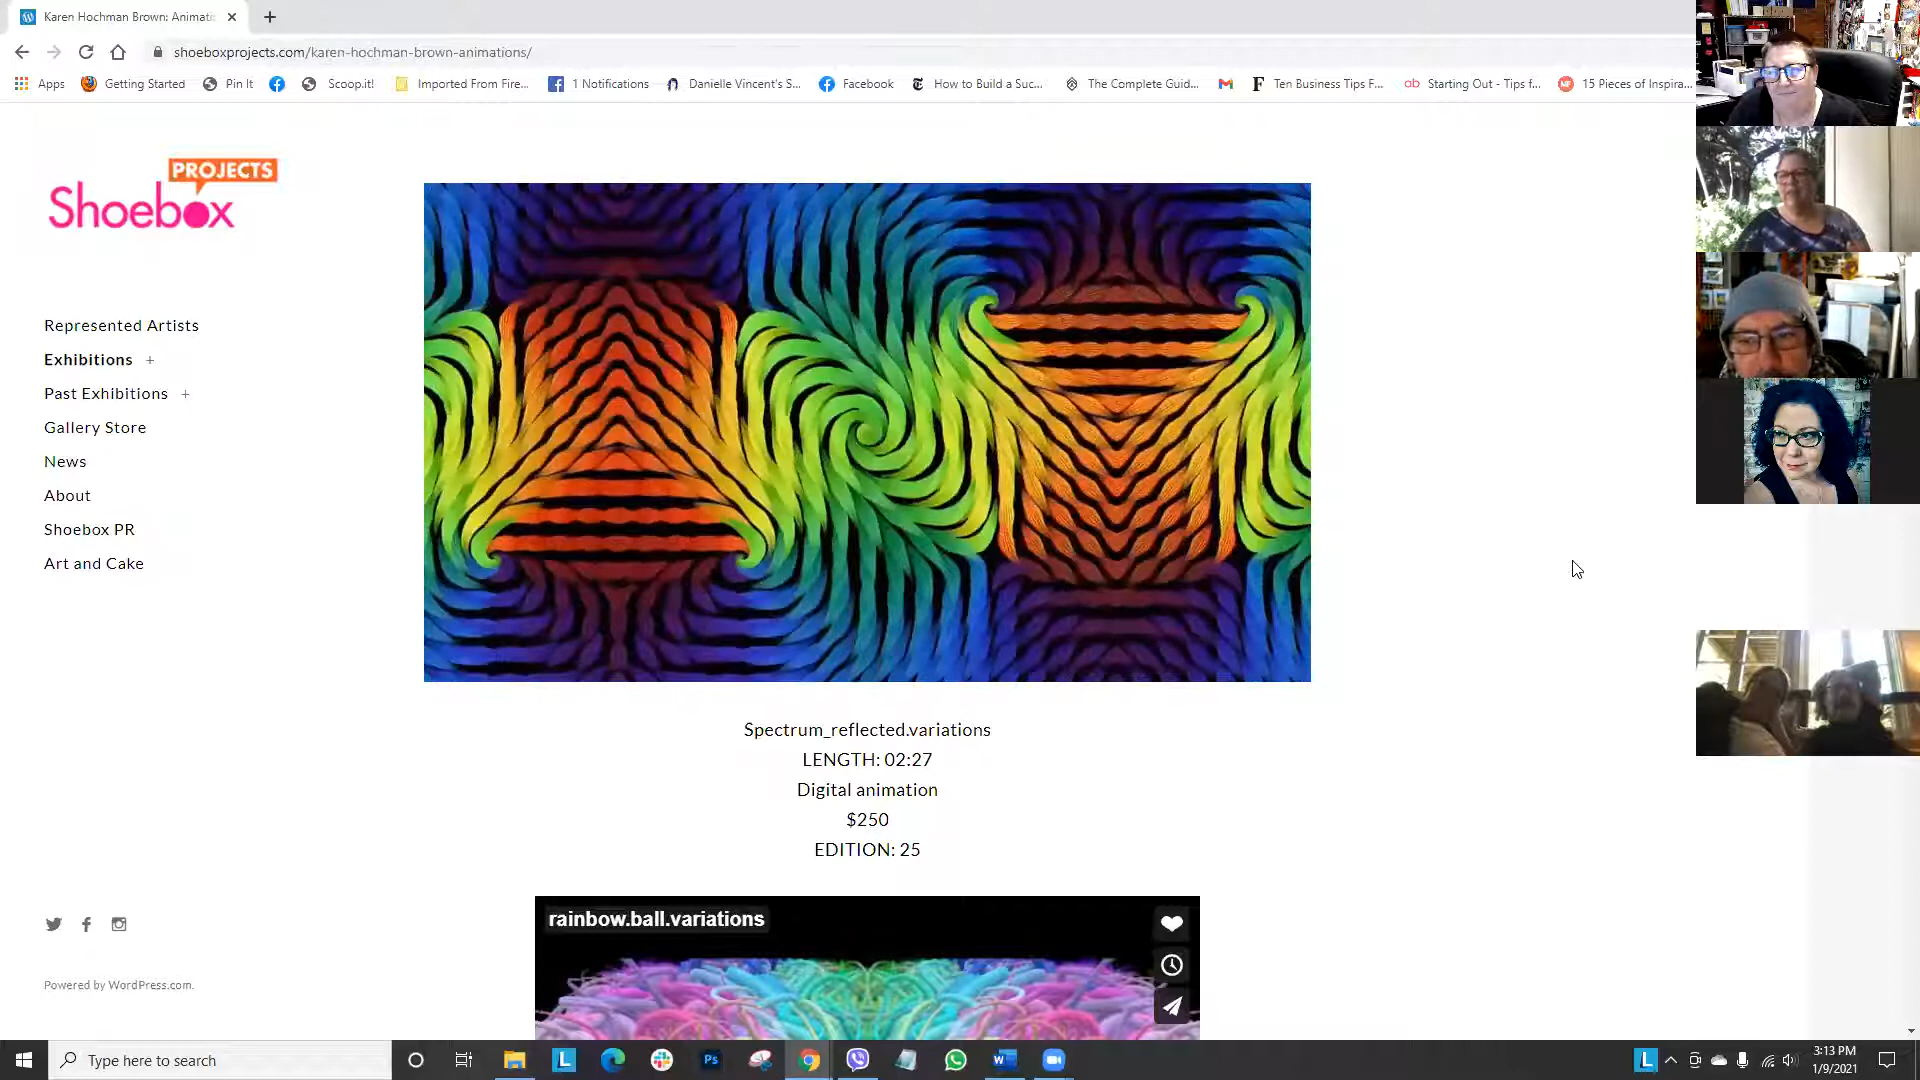 Karen Hochman Brown: Animati
shoeboxprojects.com/karen-hochman-brown-animations/
Apps
Getting Started
Pin It
Scoop.it!
Imported From Fire...
1 Notifications
Danielle Vincent's S...
Facebook
How to Build a Suc...
The Complete Guid...
Ten Business Tips F...
Starting Out - Tips f...
15 Pieces of Inspira...
PROJECTS
Shoebox
Represented Artists
Exhibitions +
Past Exhibitions +
Gallery Store
News
About
Shoebox PR
Art and Cake
Spectrum_reflected.variations
LENGTH: 02:27
Digital animation
$250
EDITION: 25
rainbow.ball.variations
Powered by WordPress.com.
Type here to search
3:13 PM
1/9/2021